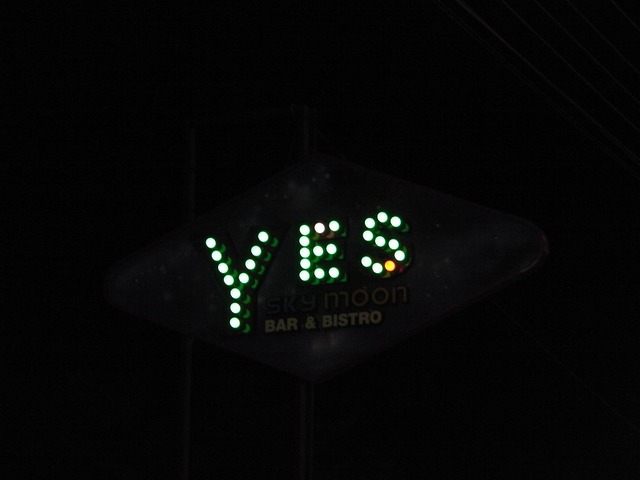 YES
sky moon
BAR & BISTRO